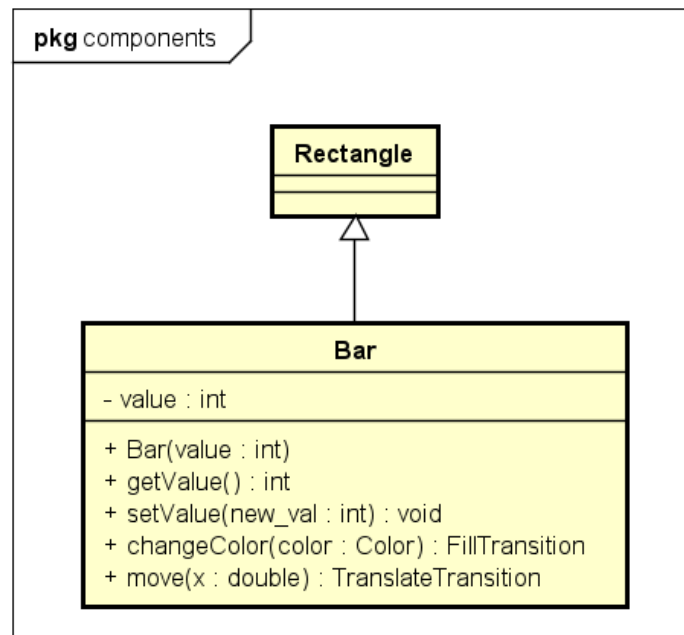 pkg components
Rectangle
Bar
- value : int
+ Bar(value : int)
+ getValue() : int
+ setValue(new_val : int) : void
+ changeColor(color : Color) : FillTransition
+ move(x : double) : TranslateTransition